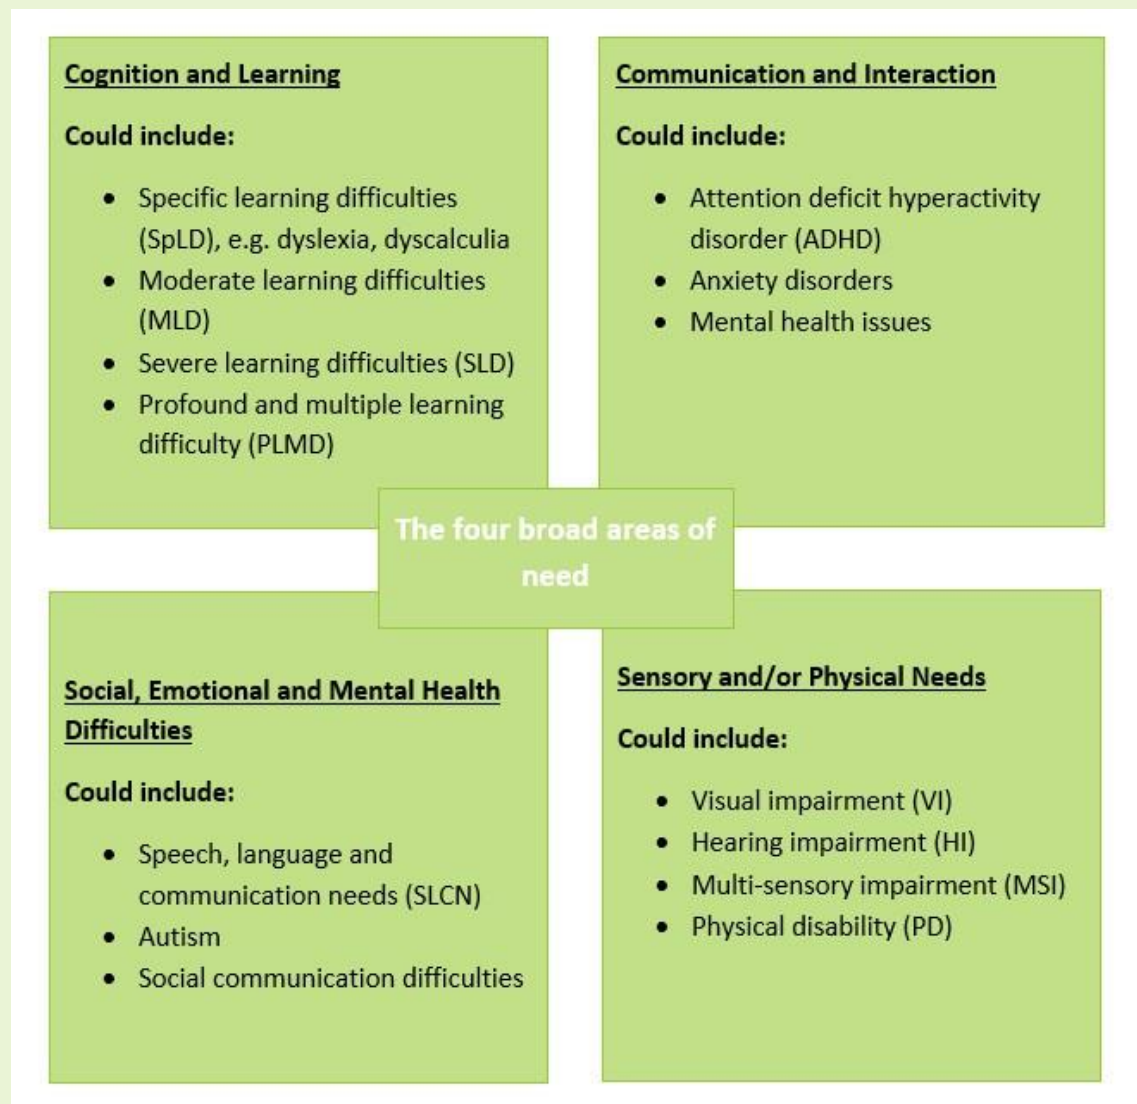 Cognition and Learning
Could include:
• Specific learning difficulties
(SpLD), e.g. dyslexia, dyscalculia
• Moderate learning difficulties
(MLD)
• Severe learning difficulties (SLD)
• Profound and multiple learning
difficulty (PLMD)
Communication and Interaction
Could include:
• Attention deficit hyperactivity
disorder (ADHD)
• Anxiety disorders
• Mental health issues
The four broad areas of
need
Social, Emotional and Mental Health
Difficulties
Could include:
• Speech, language and
communication needs (SLCN)
• Autism
• Social communication difficulties
Sensory and/or Physical Needs
Could include:
• Visual impairment (VI)
• Hearing impairment (HI)
• Multi-sensory impairment (MSI)
• Physical disability (PD)